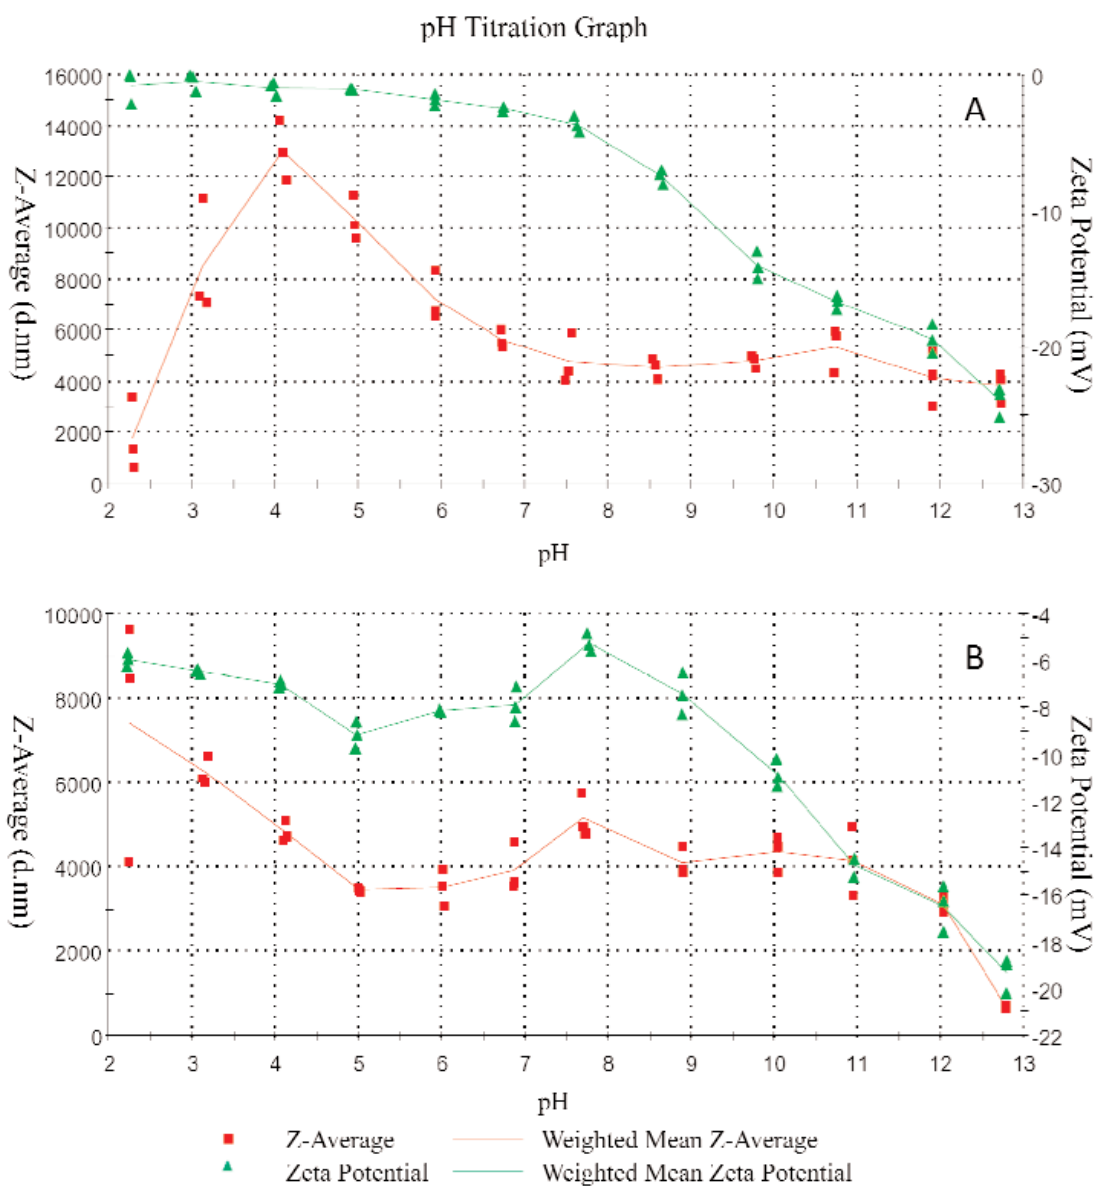 pH Titration Graph
16000
14000
12000
10000
8000
6000
4000
2000
0
Z-Average (d.nm)
A
0
-10
-20
-30
Zeta Potential (mV)
2 3 4 5 6 7 8 9 10 11 12 13
pH
10000
8000
6000
4000
2000
0
Z-Average (d.nm)
B
-4
-6
-8
-10
-12
-14
-16
-18
-20
-22
Zeta Potential (mV)
2 3 4 5 6 7 8 9 10 11 12 13
pH
Z-Average Weighted Mean Z-Average
Zeta Potential Weighted Mean Zeta Potential